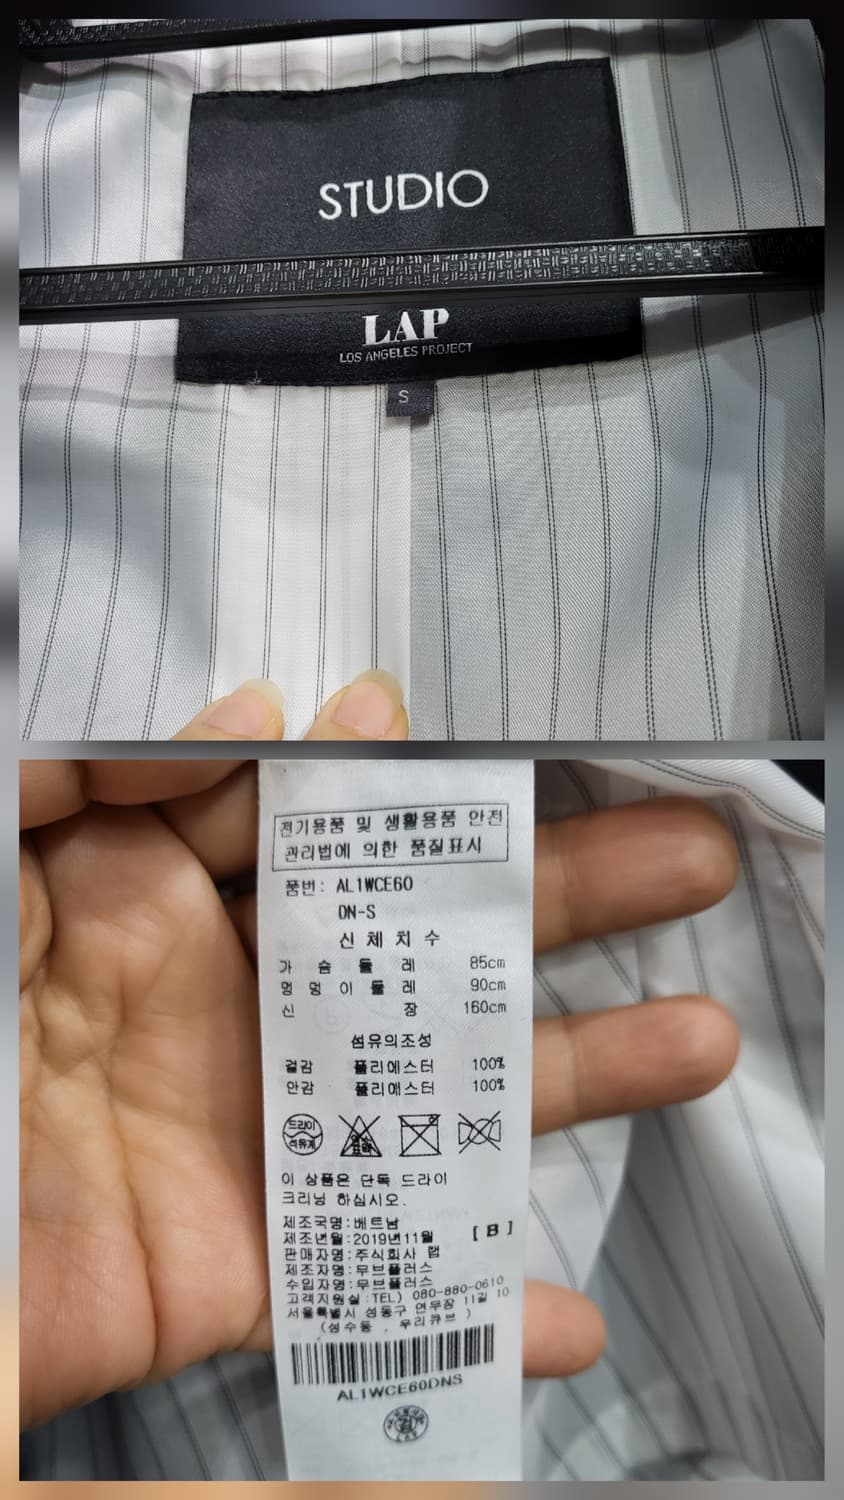 STUDIO
LAP
LOS ANGELES PROJECT
S
전기용품 및 생활용품 안전
관리법에 의한 품질표시
품번: AL1WCE60
DN-S
신 체 치 수
가 슴 둘 레 85cm
엉 덩 이 둘 레 90cm
신 장 160cm
섬유의조성
겉감 폴리에스터 100%
안감 폴리에스터 100%
드라이
석유계
이 상품은 단독 드라이
크리닝 하십시오.
제조국명:베트남
제조년월:2019년11월 [ B ]
판매자명:주식회사 랩
제조자명:무브플러스
수입자명:무브플러스
고객지원실:TEL) 080-880-0610
서울특별시 성동구 연무장 11길 10
(성수동 , 우리큐브 )
AL1WCE60DNS